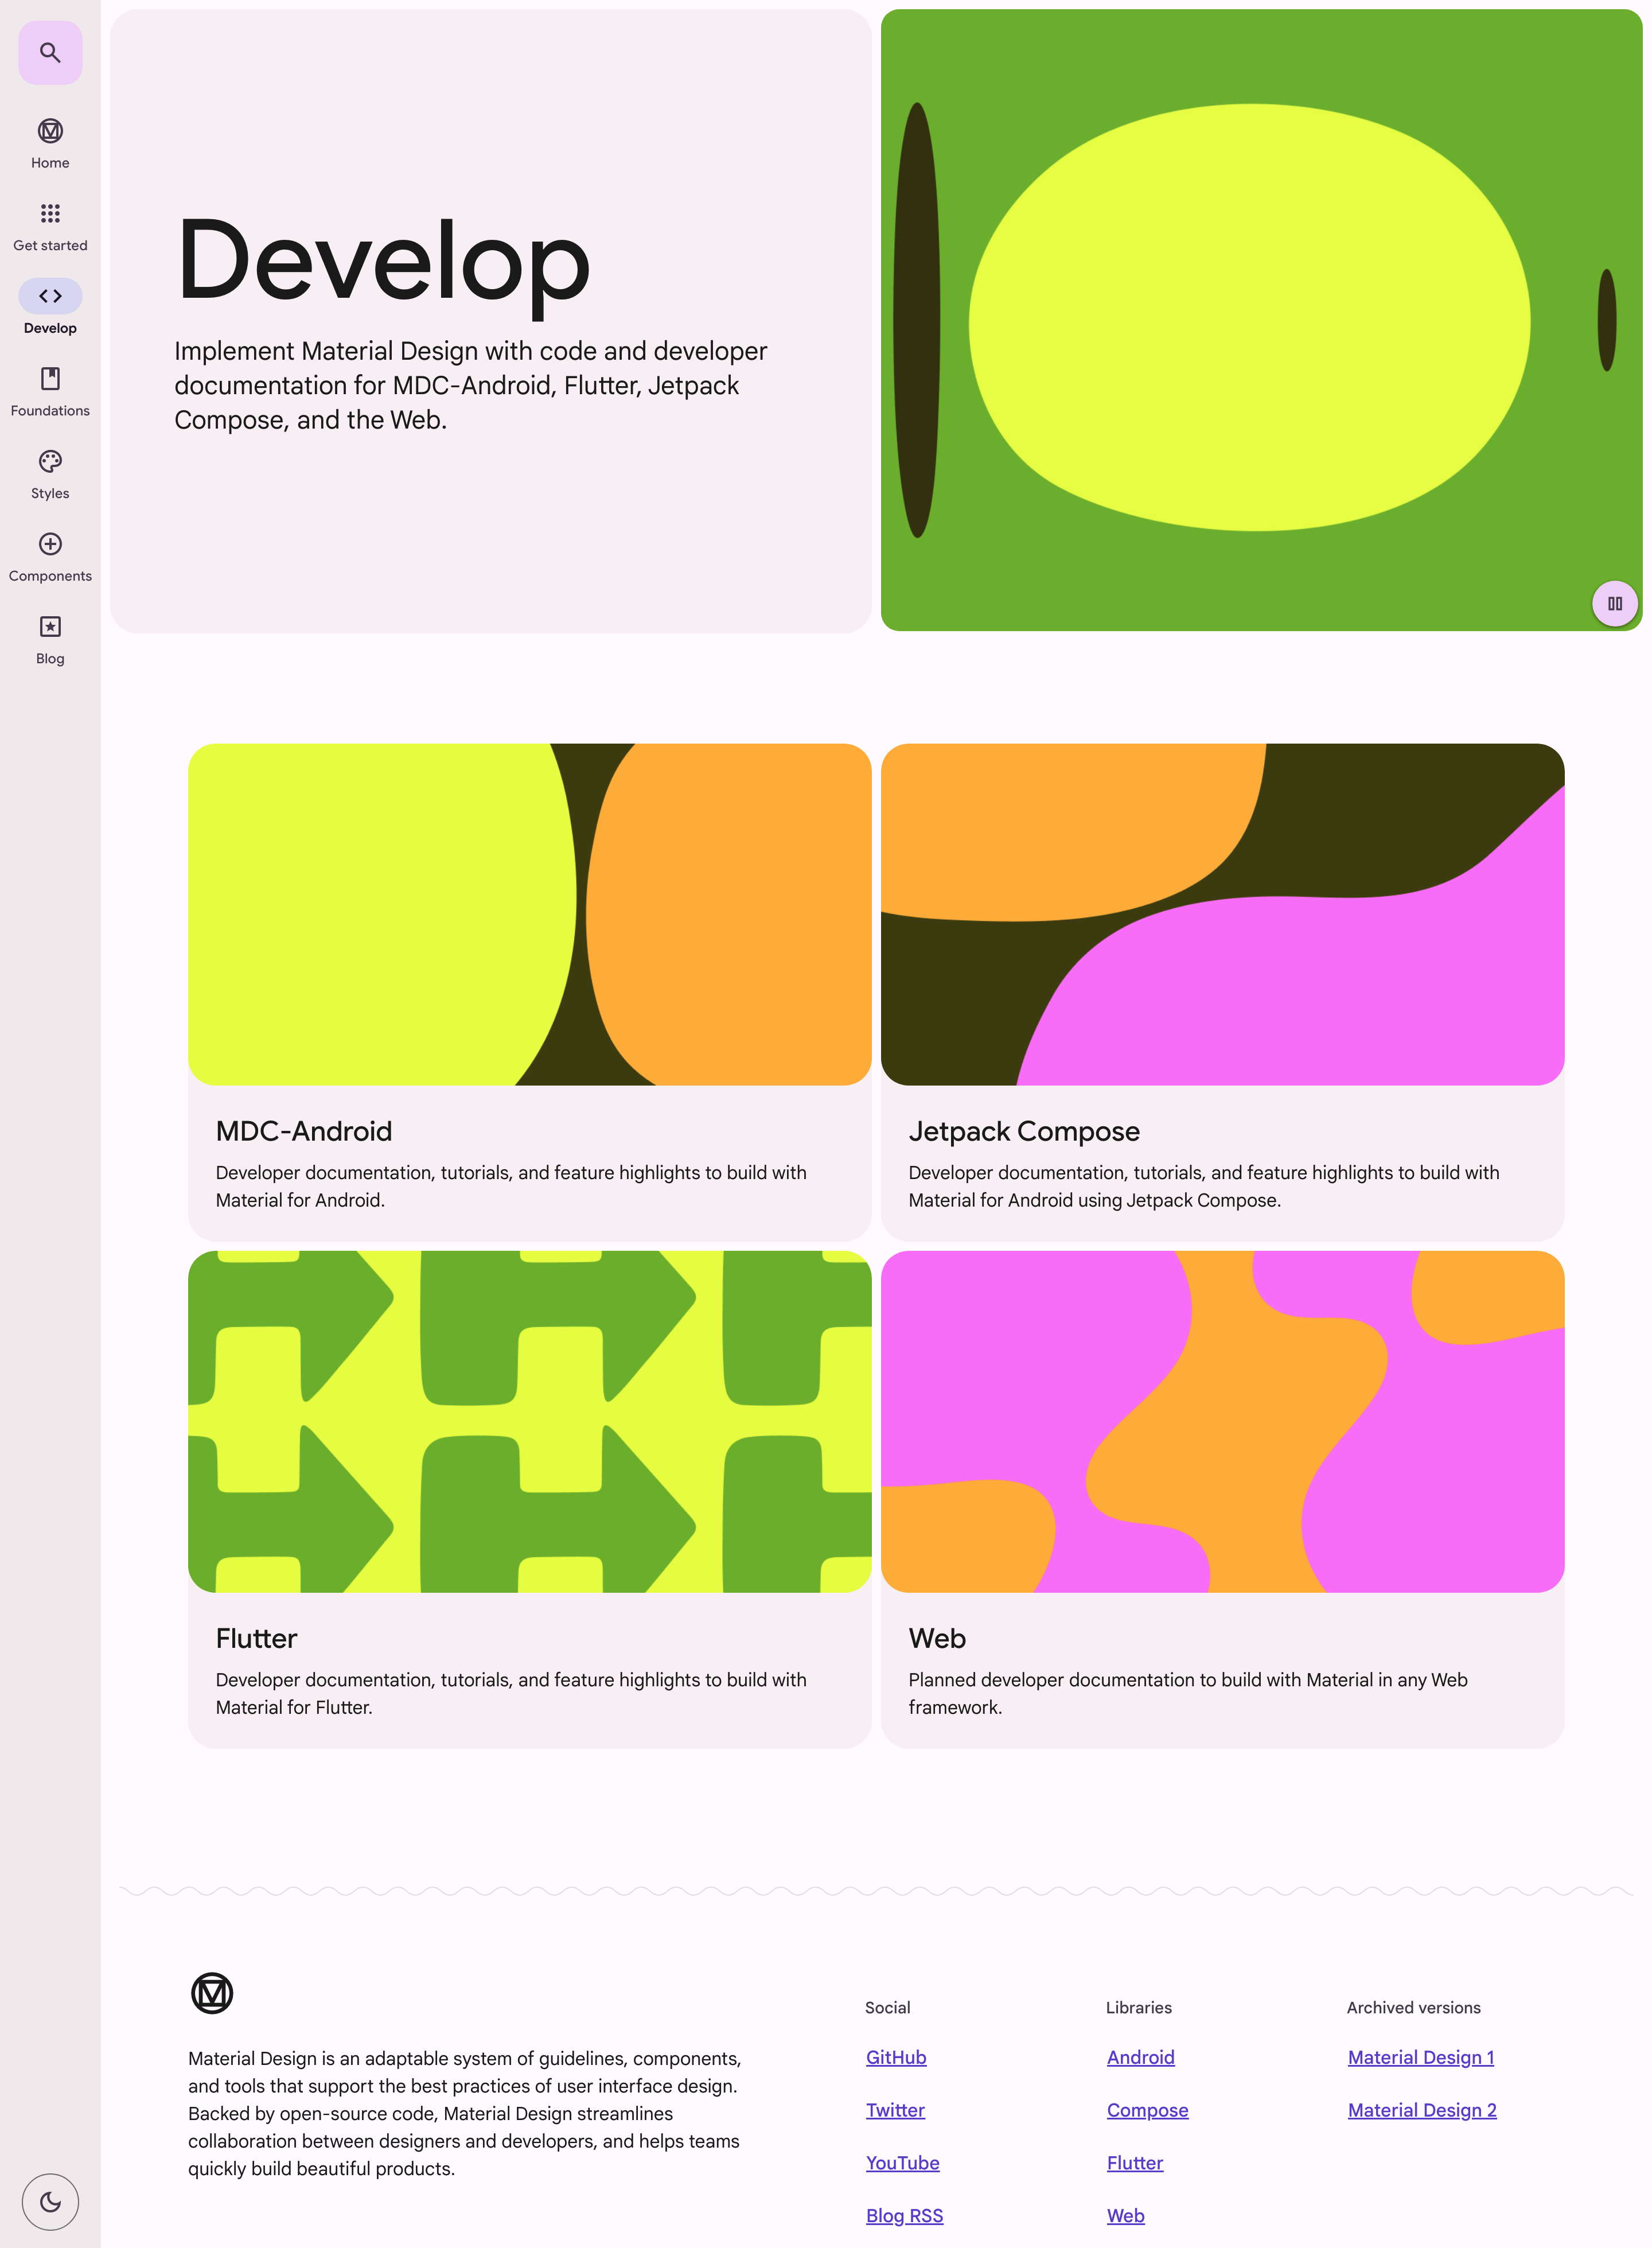 Home
Get started
Develop
Foundations
Styles
Components
Blog
Develop
Implement Material Design with code and developer
documentation for MDC-Android, Flutter, Jetpack
Compose, and the Web.
MDC-Android
Developer documentation, tutorials, and feature highlights to build with
Material for Android.
Jetpack Compose
Developer documentation, tutorials, and feature highlights to build with
Material for Android using Jetpack Compose.
Flutter
Developer documentation, tutorials, and feature highlights to build with
Material for Flutter.
Web
Planned developer documentation to build with Material in any Web
framework.
Material Design is an adaptable system of guidelines, components,
and tools that support the best practices of user interface design.
Backed by open-source code, Material Design streamlines
collaboration between designers and developers, and helps teams
quickly build beautiful products.
Social
GitHub
Twitter
YouTube
Blog RSS
Libraries
Android
Compose
Flutter
Web
Archived versions
Material Design 1
Material Design 2